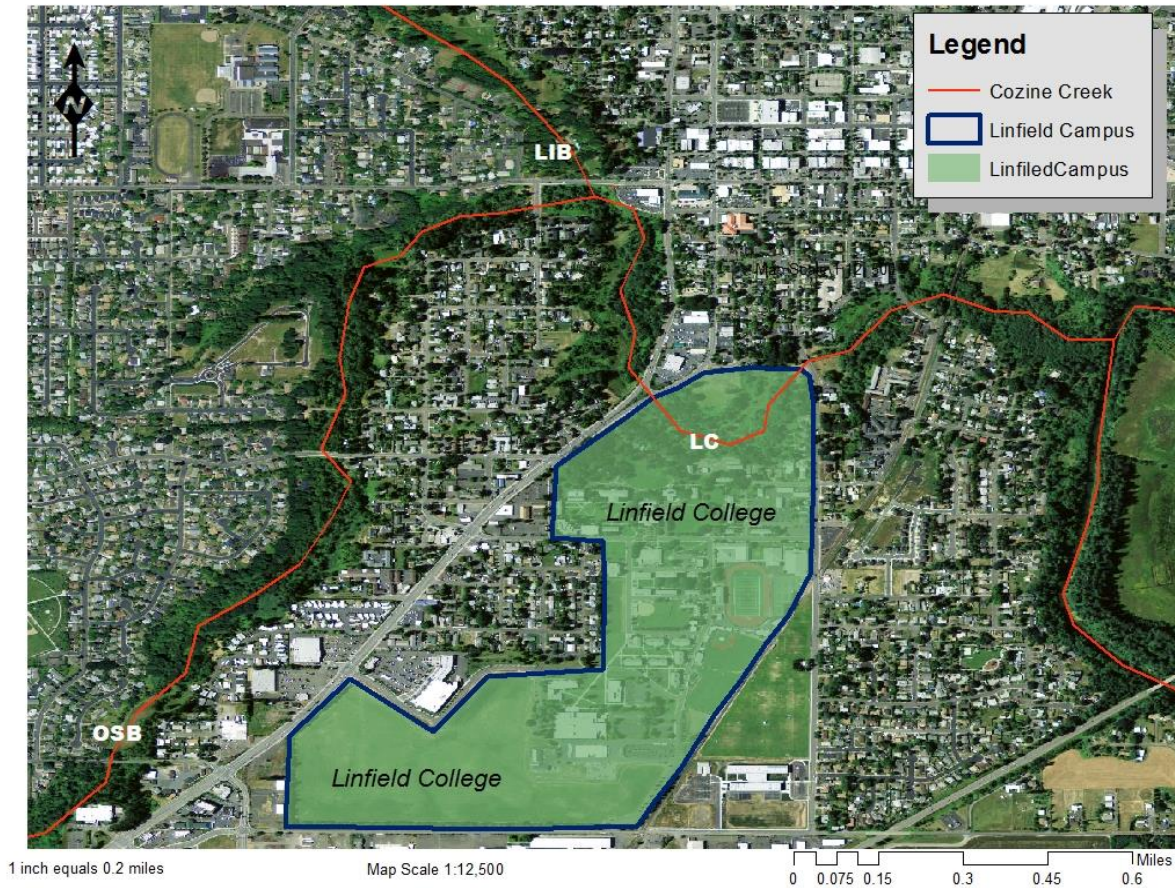 N
Legend
Cozine Creek
Linfield Campus
LinfiledCampus
LIB
LC
Linfield College
OSB
Linfield College
1 inch equals 0.2 miles
Map Scale 1:12,500
Miles
0 0.075 0.15 0.3 0.45 0.6